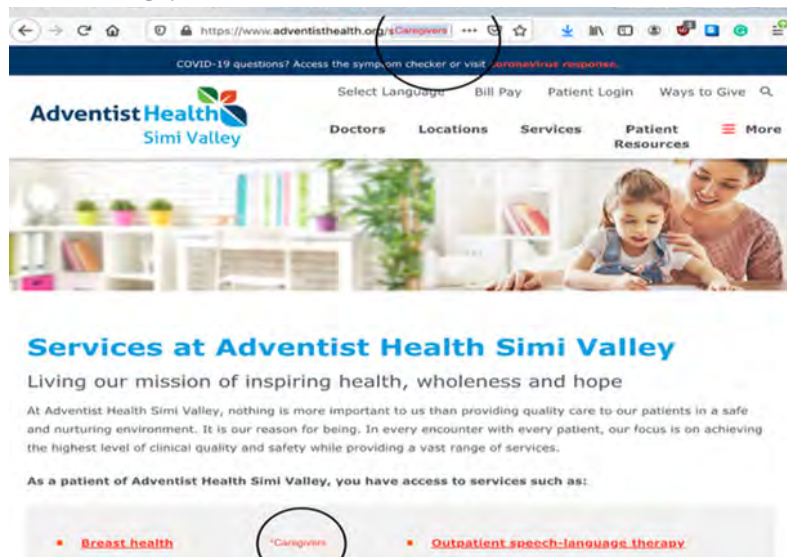 https://www.adventisthealth.org/sCaregivers
COVID-19 questions? Access the symptom checker or visit coronavirus response.
Select Language Bill Pay Patient Login Ways to Give
AdventistHealth
Simi Valley
Doctors Locations Services Patient Resources More
Services at Adventist Health Simi Valley
Living our mission of inspiring health, wholeness and hope
At Adventist Health Simi Valley, nothing is more important to us than providing quality care to our patients in a safe
and nurturing environment. It is our reason for being. In every encounter with every patient, our focus is on achieving
the highest level of clinical quality and safety while providing a vast range of services.
As a patient of Adventist Health Simi Valley, you have access to services such as:
Breast health *Caregivers Outpatient speech-language therapy